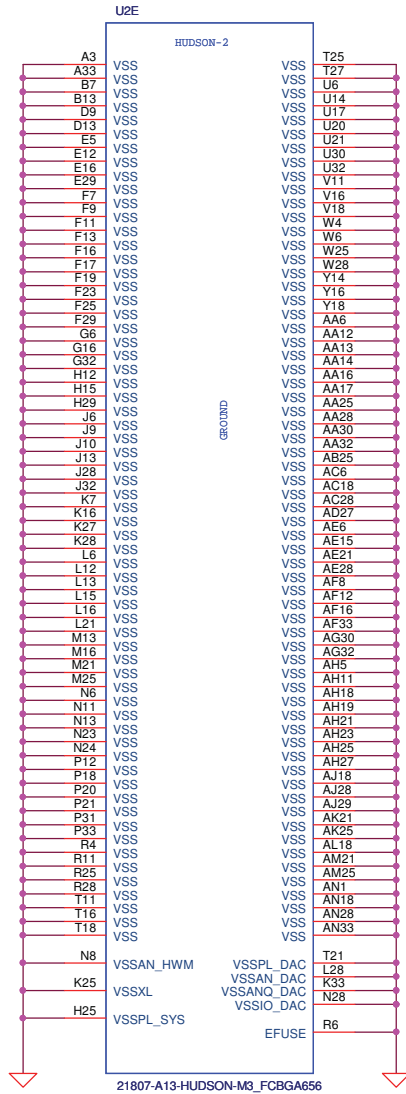 U2E
HUDSON-2
A3 VSS VSS T25
A33 VSS VSS T27
B7 VSS VSS U6
B13 VSS VSS U14
D9 VSS VSS U17
D13 VSS VSS U20
E5 VSS VSS U21
E12 VSS VSS U30
E16 VSS VSS U32
E29 VSS VSS V11
F7 VSS VSS V16
F9 VSS VSS V18
F11 VSS VSS W4
F13 VSS VSS W6
F16 VSS VSS W25
F17 VSS VSS W28
F19 VSS VSS Y14
F23 VSS VSS Y16
F25 VSS VSS Y18
F29 VSS VSS AA6
G6 VSS VSS AA12
G16 VSS VSS AA13
G32 VSS VSS AA14
H12 VSS VSS AA16
H15 VSS VSS AA17
H29 VSS VSS AA25
J6 VSS VSS AA28
J9 VSS VSS AA30
J10 VSS VSS AA32
J13 VSS VSS AB25
J28 VSS VSS AC6
J32 VSS VSS AC18
K7 VSS VSS AC28
K16 VSS VSS AD27
K27 VSS VSS AE6
K28 VSS VSS AE15
L6 VSS VSS AE21
L12 VSS VSS AE28
L13 VSS VSS AF8
L15 VSS VSS AF12
L16 VSS VSS AF16
L21 VSS VSS AF33
M13 VSS VSS AG30
M16 VSS VSS AG32
M21 VSS VSS AH5
M25 VSS VSS AH11
N6 VSS VSS AH18
N11 VSS VSS AH19
N13 VSS VSS AH21
N23 VSS VSS AH23
N24 VSS VSS AH25
P12 VSS VSS AH27
P18 VSS VSS AJ18
P20 VSS VSS AJ28
P21 VSS VSS AJ29
P31 VSS VSS AK21
P33 VSS VSS AK25
R4 VSS VSS AL18
R11 VSS VSS AM21
R25 VSS VSS AM25
R28 VSS VSS AN1
T11 VSS VSS AN18
T16 VSS VSS AN28
T18 VSS VSS AN33
GROUND
N8 VSSAN_HWM VSSPL_DAC T21
VSSAN_DAC L28
K25 VSSXL VSSANQ_DAC K33
VSSIO_DAC N28
H25 VSSPL_SYS
EFUSE R6
21807-A13-HUDSON-M3_FCBGA656